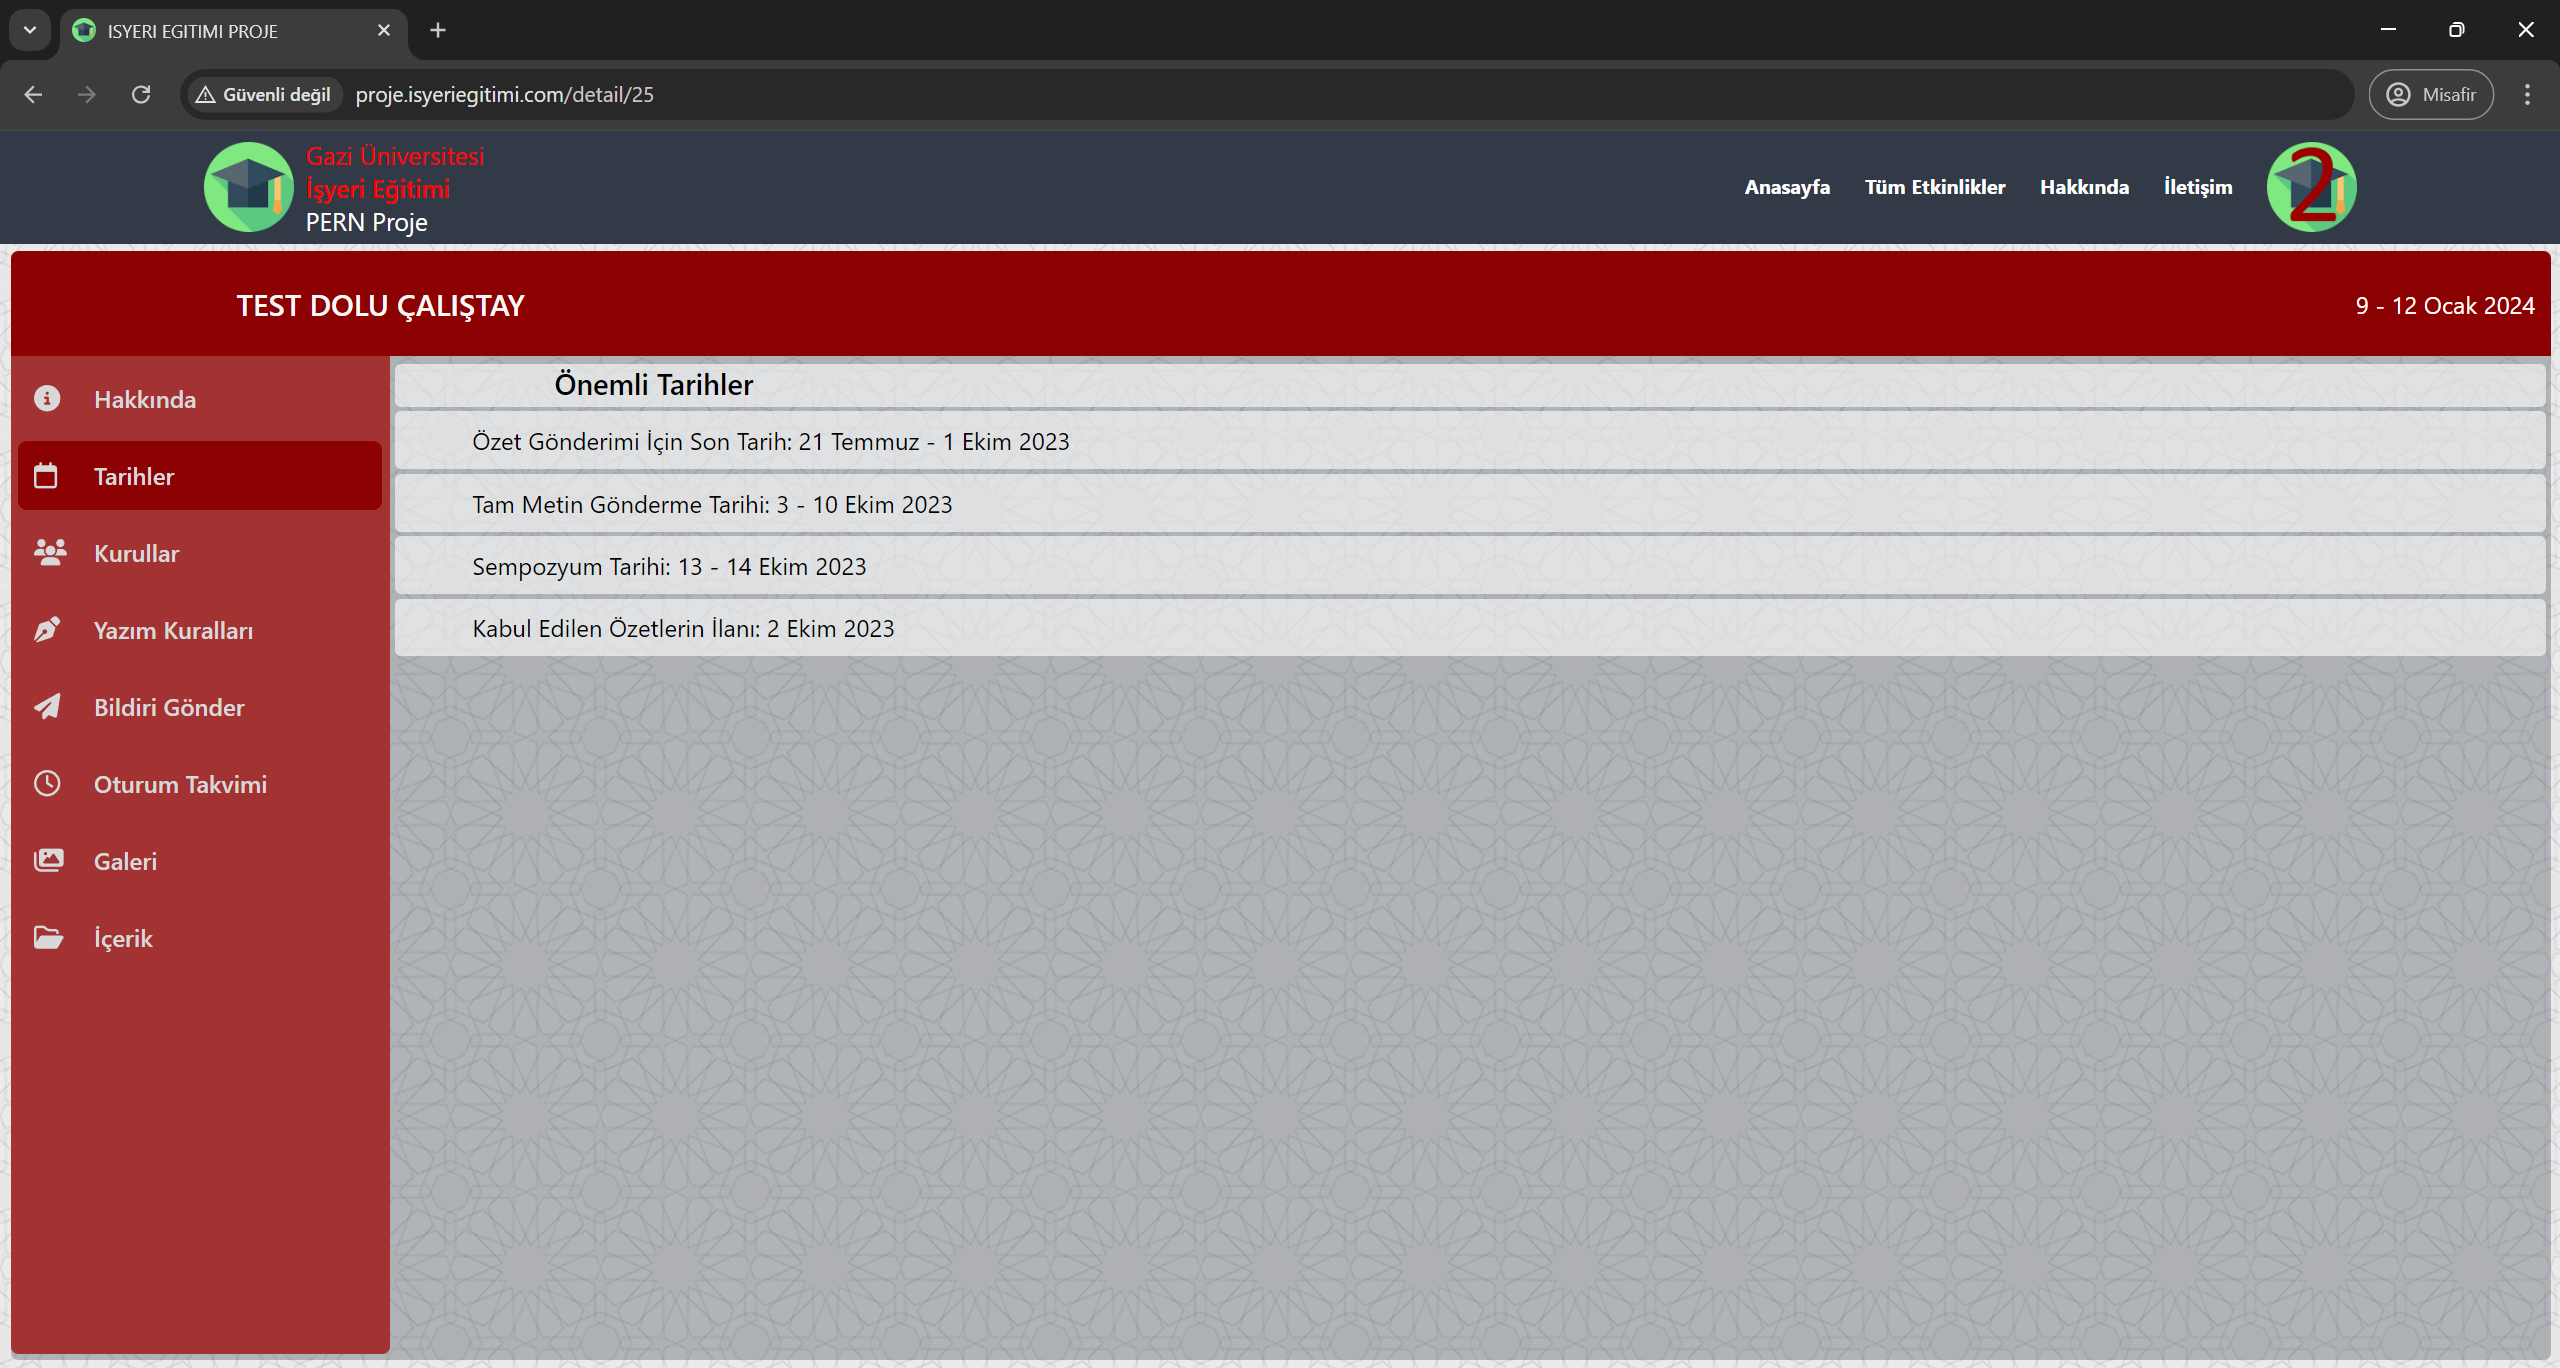 ISYERI EGITIMI PROJE
Güvenli değil
proje.isyeriegitimi.com/detail/25
Misafir
Gazi Üniversitesi
İşyeri Eğitimi
PERN Proje
Anasayfa
Tüm Etkinlikler
Hakkında
İletişim
2
TEST DOLU ÇALIŞTAY
9 - 12 Ocak 2024
Hakkında
Tarihler
Kurullar
Yazım Kuralları
Bildiri Gönder
Oturum Takvimi
Galeri
İçerik
Önemli Tarihler
Özet Gönderimi İçin Son Tarih: 21 Temmuz - 1 Ekim 2023
Tam Metin Gönderme Tarihi: 3 - 10 Ekim 2023
Sempozyum Tarihi: 13 - 14 Ekim 2023
Kabul Edilen Özetlerin İlanı: 2 Ekim 2023